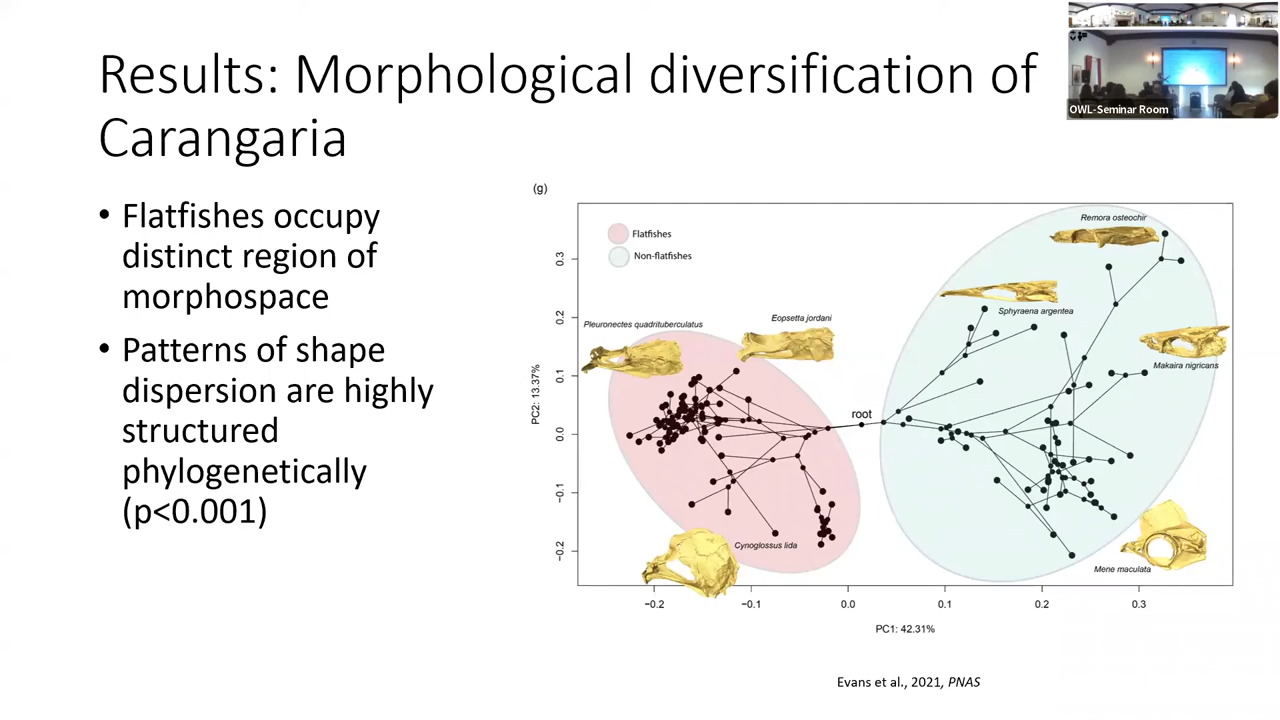 Results: Morphological diversification of
Carangaria
OWL-Seminar Room
• Flatfishes occupy
distinct region of
morphospace
• Patterns of shape
dispersion are highly
structured
phylogenetically
(p<0.001)
(g)
Flatfishes
Non-flatfishes
Remora osteochir
Sphyraena argentea
Makaira nigricans
Eopsetta jordani
Pleuronectes quadrituberculatus
root
Cynoglossus lida
Mene maculata
PC2: 13.37%
0.3
0.2
0.1
0.0
−0.1
−0.2
−0.2 −0.1 0.0 0.1 0.2 0.3
PC1: 42.31%
Evans et al., 2021, PNAS